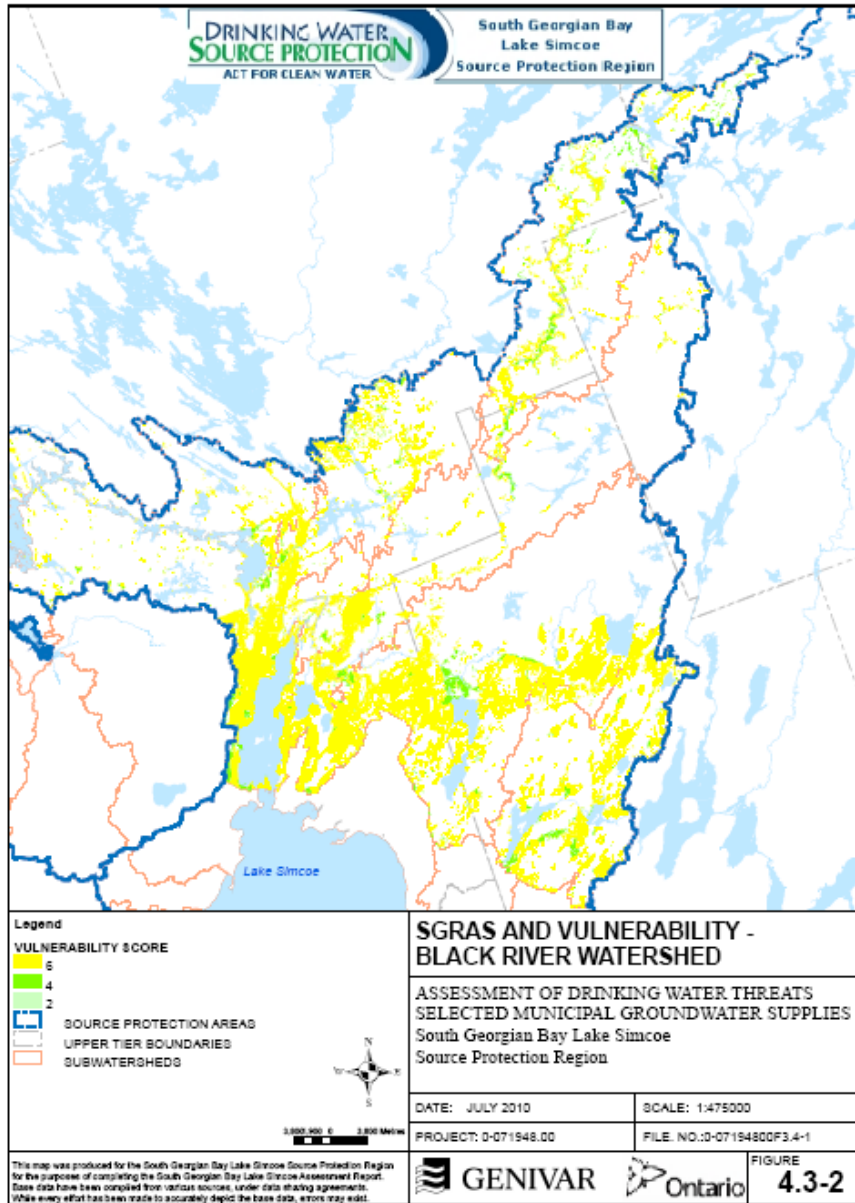 DRINKING WATER
SOURCE PROTECTION
ACT FOR CLEAN WATER
South Georgian Bay
Lake Simcoe
Source Protection Region
Lake Simcoe
Legend
VULNERABILITY SCORE
6
4
2
SOURCE PROTECTION AREAS
UPPER TIER BOUNDARIES
SUBWATERSHEDS
N
W
E
S
Metres
SGRAS AND VULNERABILITY -
BLACK RIVER WATERSHED
ASSESSMENT OF DRINKING WATER THREATS
SELECTED MUNICIPAL GROUNDWATER SUPPLIES
South Georgian Bay Lake Simcoe
Source Protection Region
DATE: JULY 2010
SCALE: 1:475000
PROJECT: 0-071948.00
FILE. NO.:0-07194800F3.4-1
This map was produced for the South Georgian Bay Lake Simcoe Source Protection Region
for the purposes of completing the South Georgian Bay Lake Simcoe Assessment Report.
Base data have been compiled from various sources, under data sharing agreements.
While every effort has been made to accurately depict the base data, errors may exist.
GENIVAR
Ontario
FIGURE
4.3-2